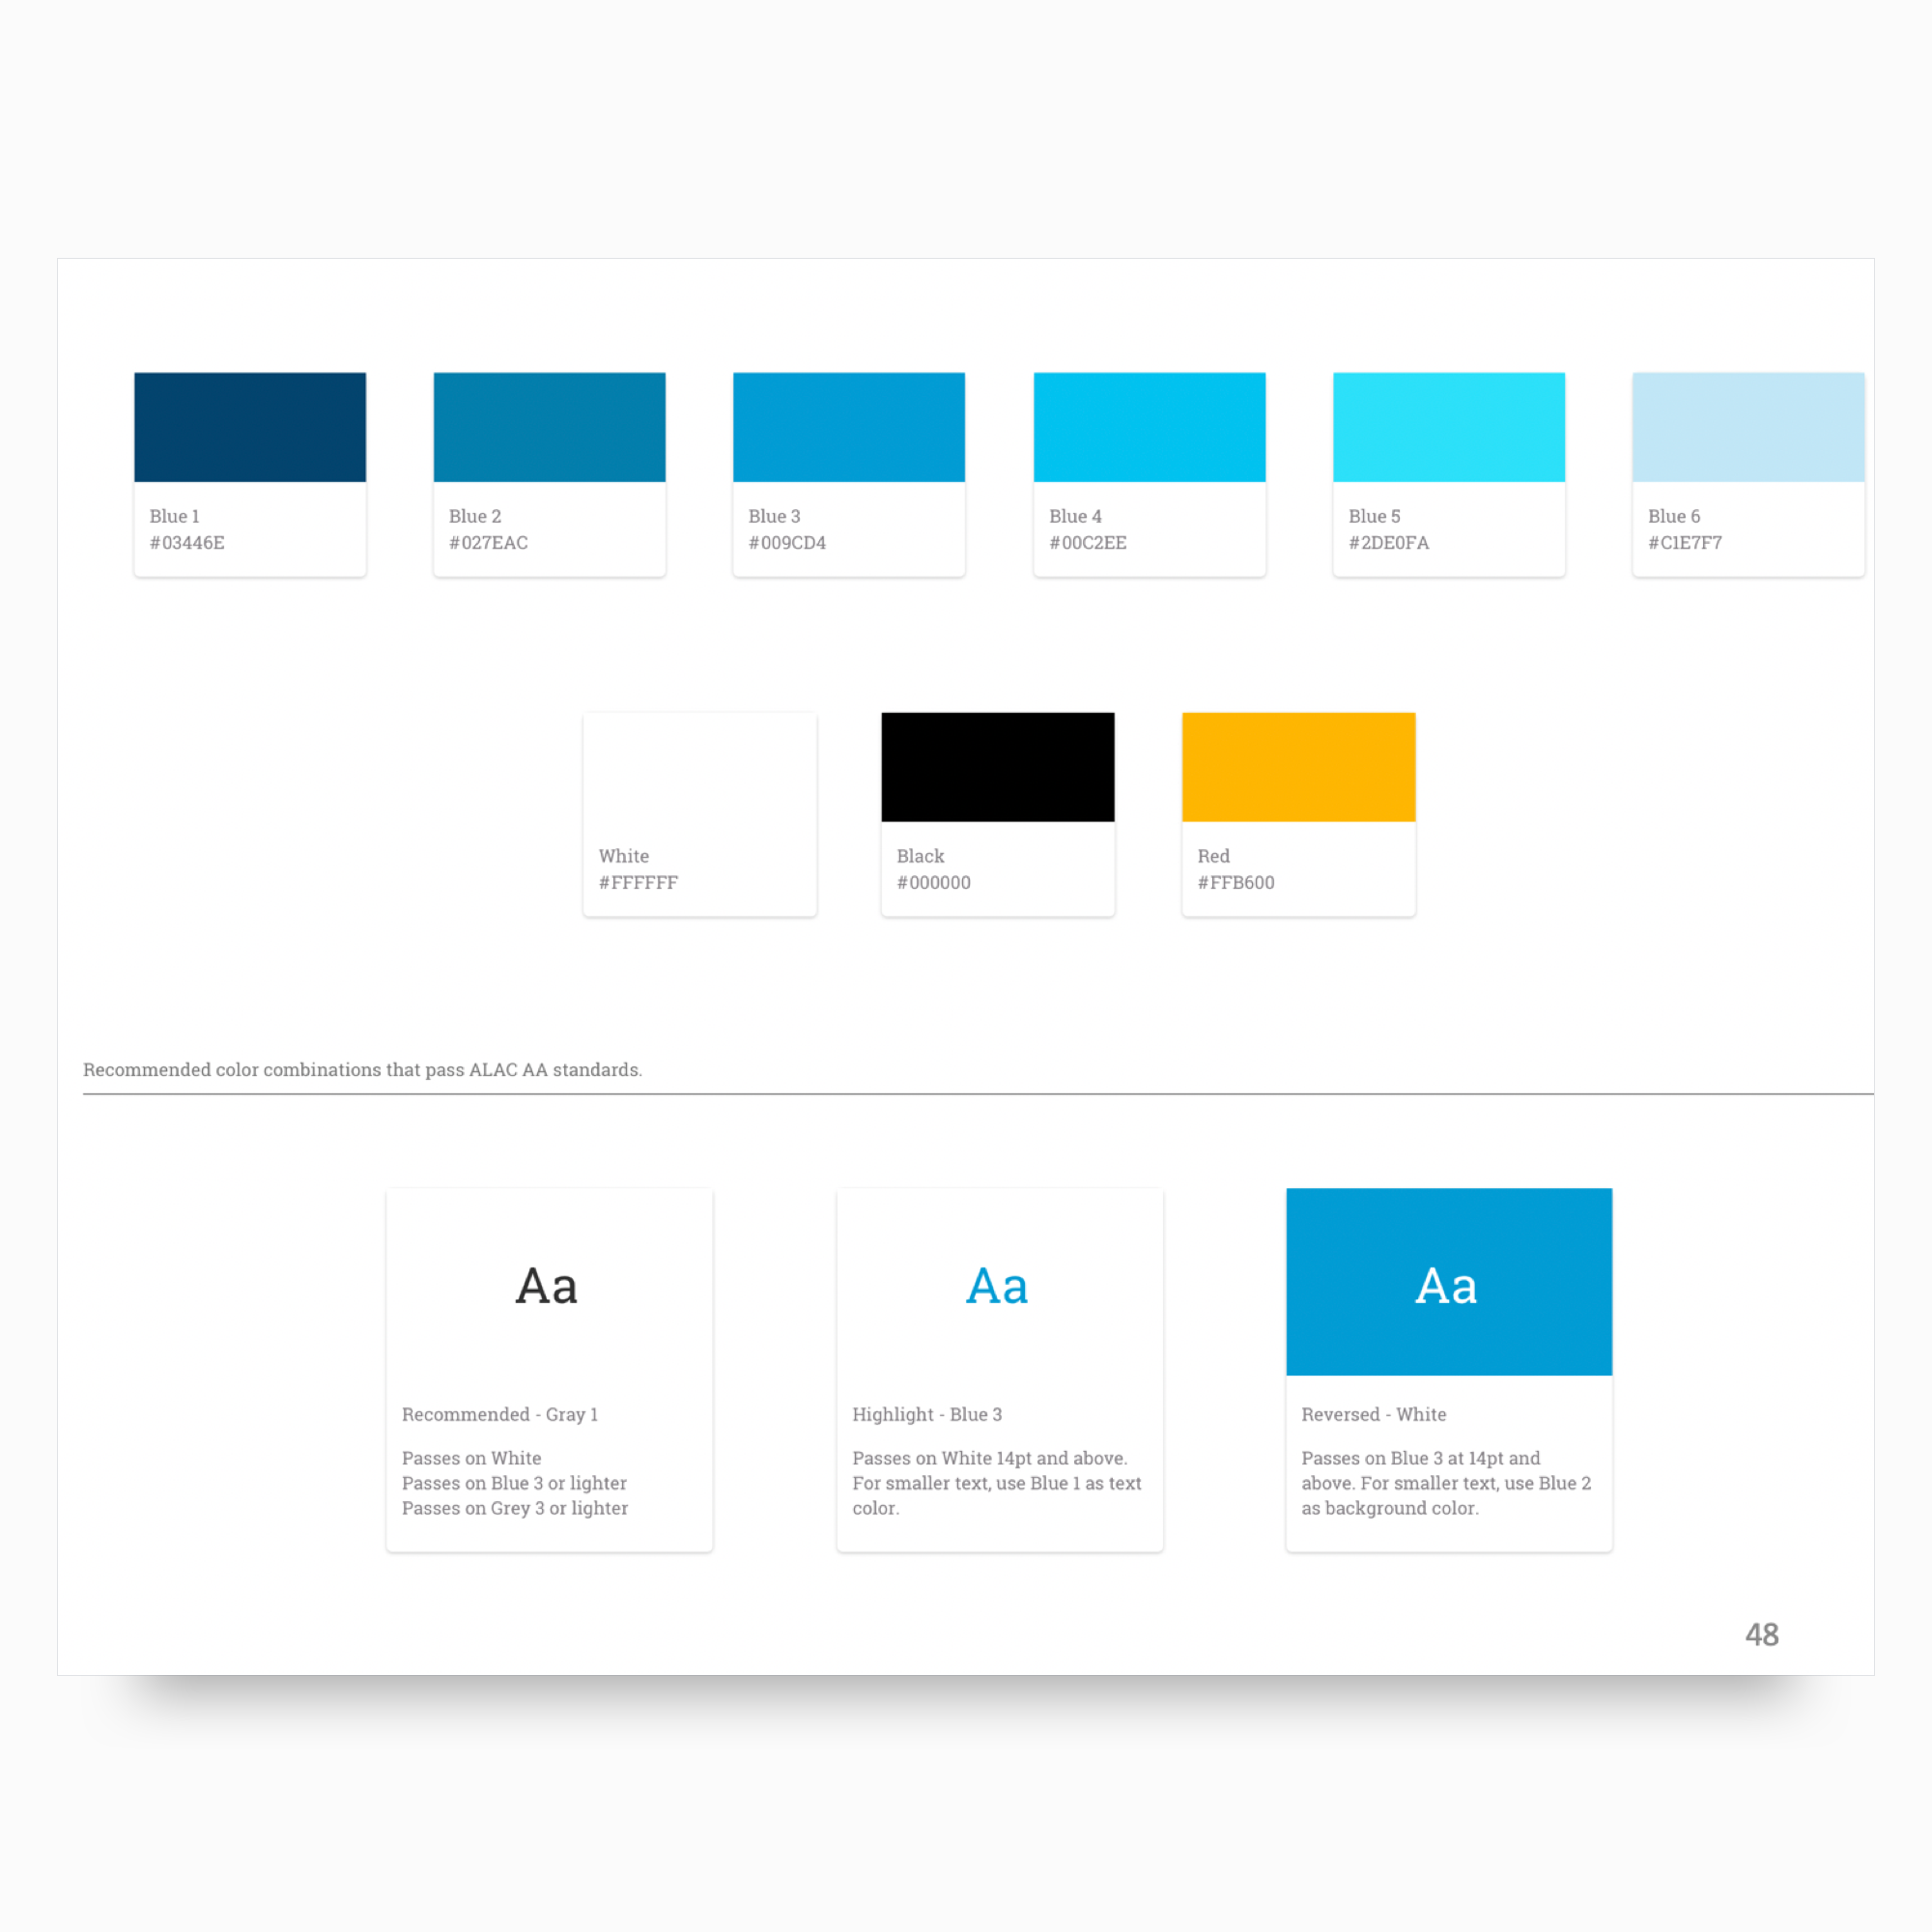 Blue 1
#03446E
Blue 2
#027EAC
Blue 3
#009CD4
Blue 4
#00C2EE
Blue 5
#2DE0FA
Blue 6
#C1E7F7
White
#FFFFFF
Black
#000000
Red
#FFB600
Recommended color combinations that pass ALAC AA standards.
Aa
Recommended - Gray 1
Passes on White
Passes on Blue 3 or lighter
Passes on Grey 3 or lighter
Aa
Highlight - Blue 3
Passes on White 14pt and above.
For smaller text, use Blue 1 as text
color.
Aa
Reversed - White
Passes on Blue 3 at 14pt and
above. For smaller text, use Blue 2
as background color.
48